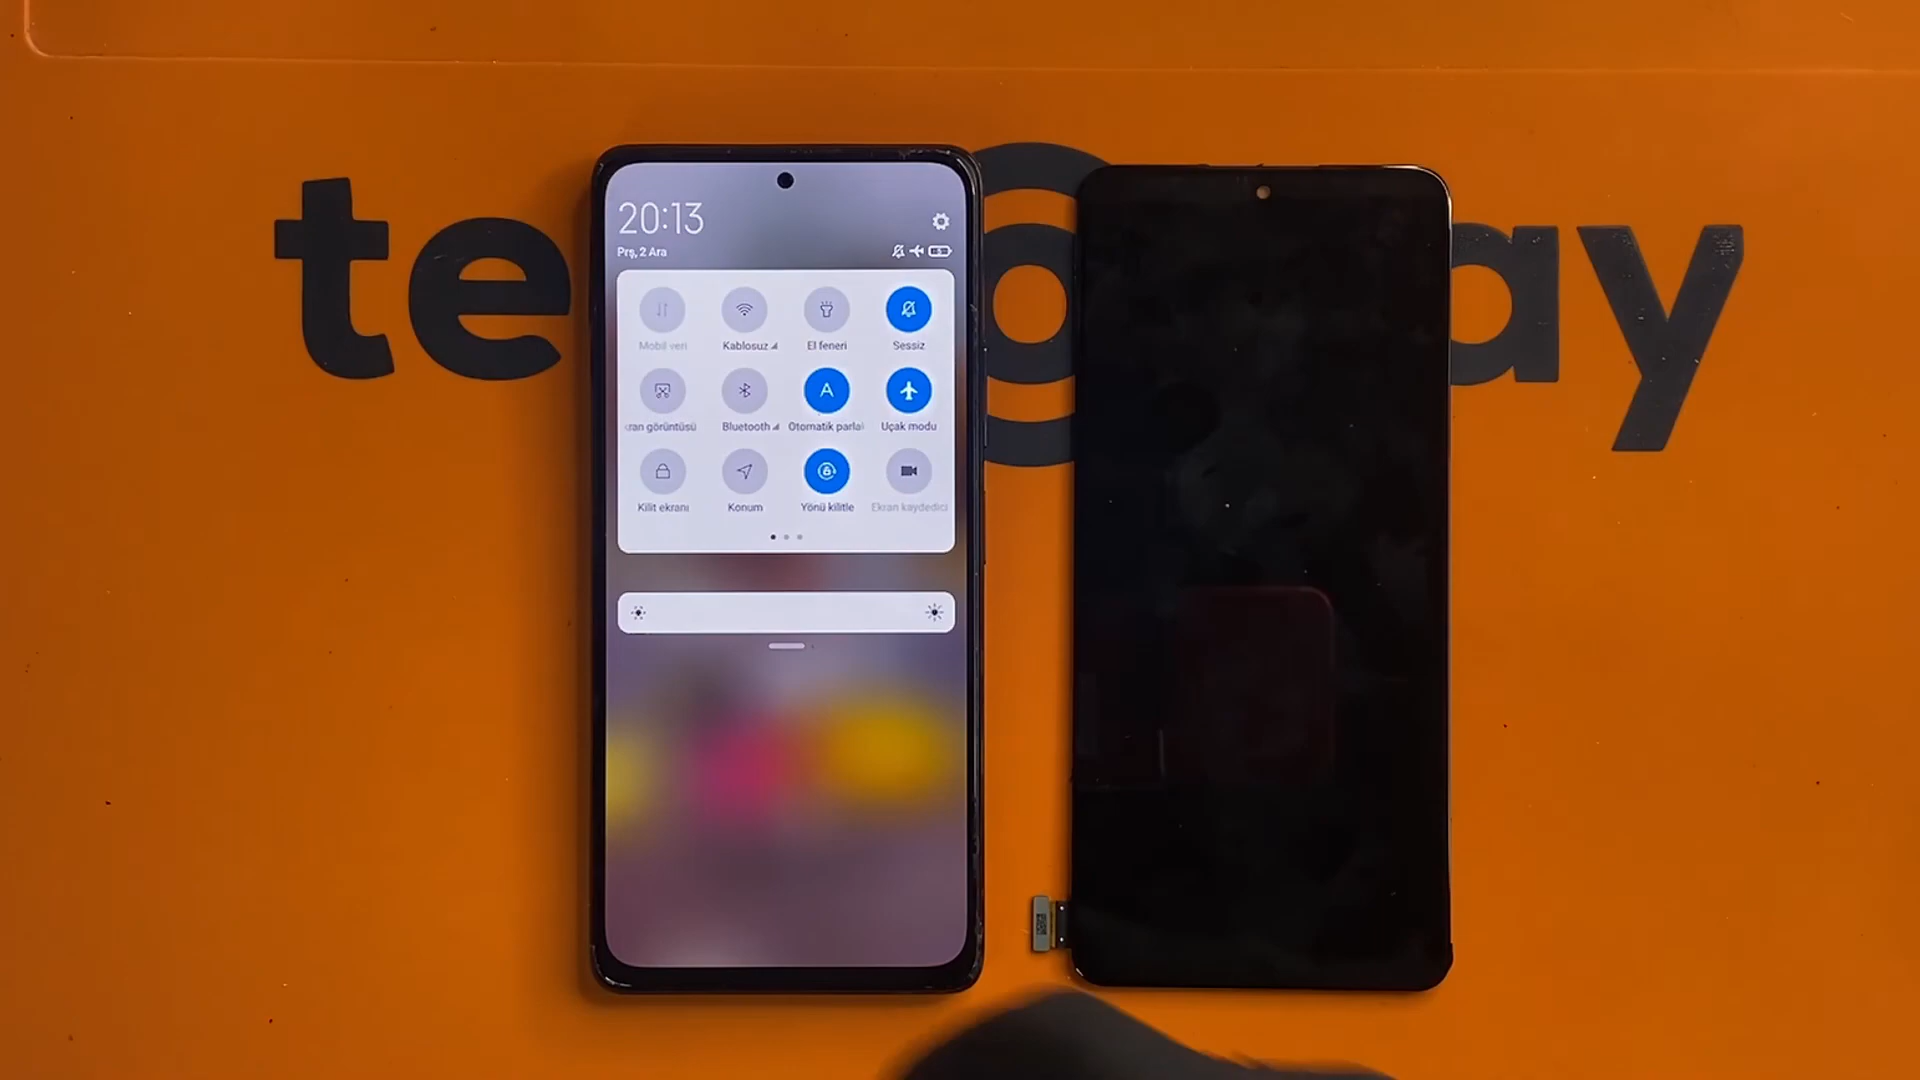 20:13
Prş, 2 Ara
Mobil veri
Kablosuz
El feneri
Sessiz
ran görüntüsü
Bluetooth
Otomatik parla
Uçak modu
Kilit ekranı
Konum
Yönü kilitle
Ekran kaydedici
te
ay